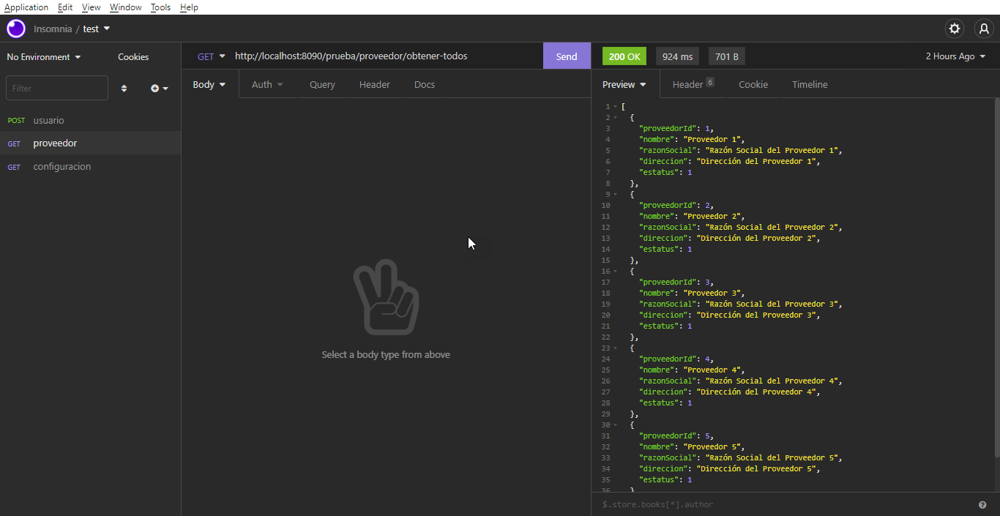 Application Edit View Window Tools Help
Insomnia / test
No Environment Cookies
Filter
POST usuario
GET proveedor
GET configuracion
GET http://localhost:8090/prueba/proveedor/obtener-todos Send
Body Auth Query Header Docs
Select a body type from above
200 OK 924 ms 701 B 2 Hours Ago
Preview Header 6 Cookie Timeline
1 [
2 {
3 "proveedorId": 1,
4 "nombre": "Proveedor 1",
5 "razonSocial": "Razón Social del Proveedor 1",
6 "direccion": "Dirección del Proveedor 1",
7 "estatus": 1
8 },
9 {
10 "proveedorId": 2,
11 "nombre": "Proveedor 2",
12 "razonSocial": "Razón Social del Proveedor 2",
13 "direccion": "Dirección del Proveedor 2",
14 "estatus": 1
15 },
16 {
17 "proveedorId": 3,
18 "nombre": "Proveedor 3",
19 "razonSocial": "Razón Social del Proveedor 3",
20 "direccion": "Dirección del Proveedor 3",
21 "estatus": 1
22 },
23 {
24 "proveedorId": 4,
25 "nombre": "Proveedor 4",
26 "razonSocial": "Razón Social del Proveedor 4",
27 "direccion": "Dirección del Proveedor 4",
28 "estatus": 1
29 },
30 {
31 "proveedorId": 5,
32 "nombre": "Proveedor 5",
33 "razonSocial": "Razón Social del Proveedor 5",
34 "direccion": "Dirección del Proveedor 5",
35 "estatus": 1
36 }
$.store.books[*].author